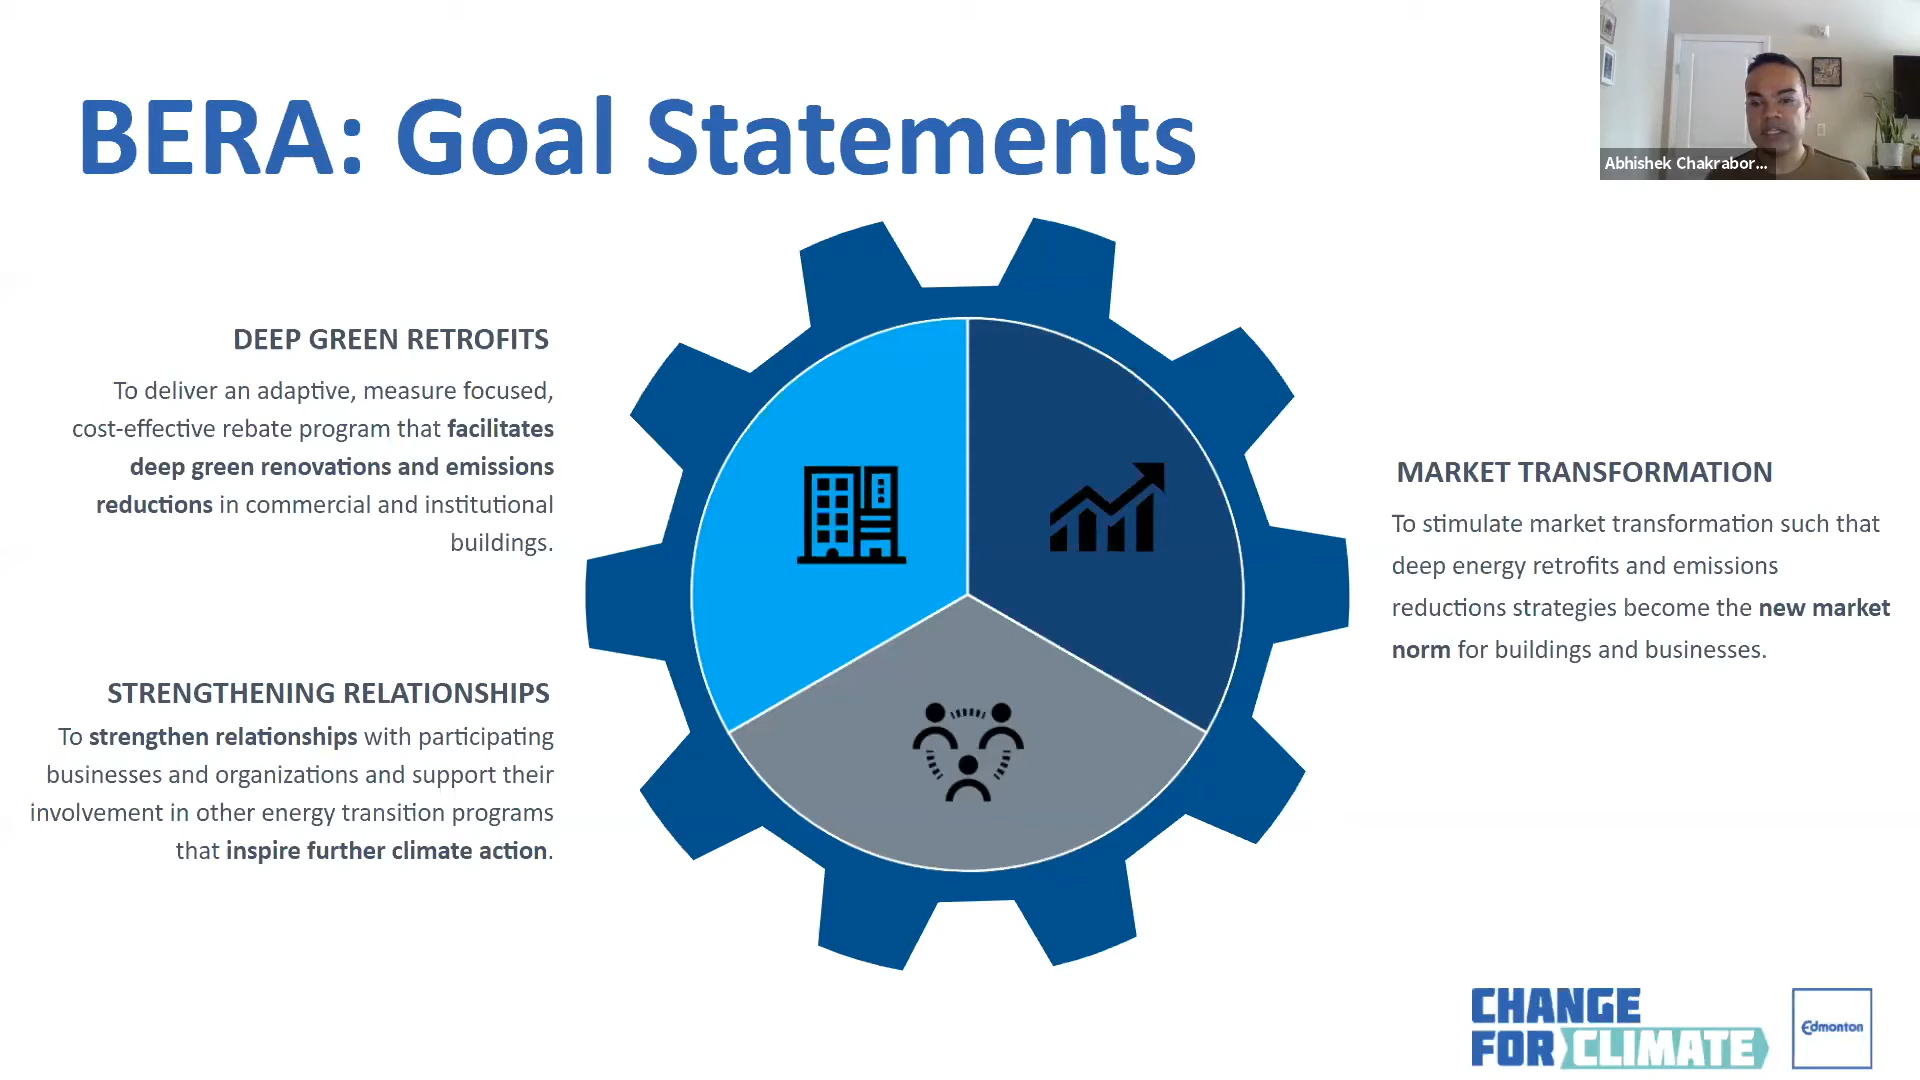 BERA: Goal Statements
Abhishek Chakrabor...
DEEP GREEN RETROFITS
To deliver an adaptive, measure focused,
cost-effective rebate program that facilitates
deep green renovations and emissions
reductions in commercial and institutional
buildings.
STRENGTHENING RELATIONSHIPS
To strengthen relationships with participating
businesses and organizations and support their
involvement in other energy transition programs
that inspire further climate action.
MARKET TRANSFORMATION
To stimulate market transformation such that
deep energy retrofits and emissions
reductions strategies become the new market
norm for buildings and businesses.
CHANGE
FOR CLIMATE
Edmonton